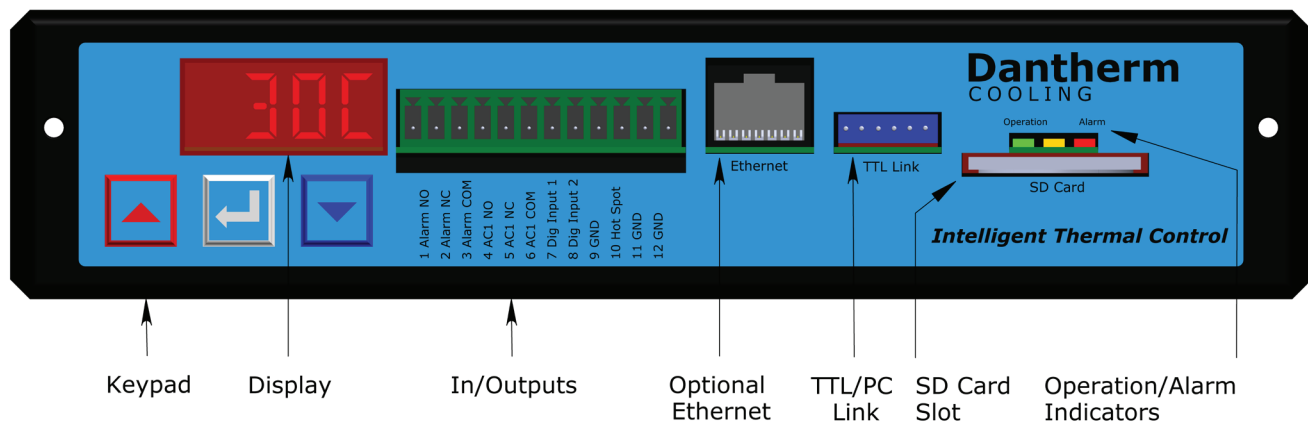 30C
Dantherm
COOLING
Operation
Alarm
Ethernet
TTL Link
SD Card
1 Alarm NO
2 Alarm NC
3 Alarm COM
4 AC1 NO
5 AC1 NC
6 AC1 COM
7 Dig Input 1
8 Dig Input 2
9 GND
10 Hot Spot
11 GND
12 GND
Intelligent Thermal Control
Keypad
Display
In/Outputs
Optional
Ethernet
TTL/PC
Link
SD Card
Slot
Operation/Alarm
Indicators